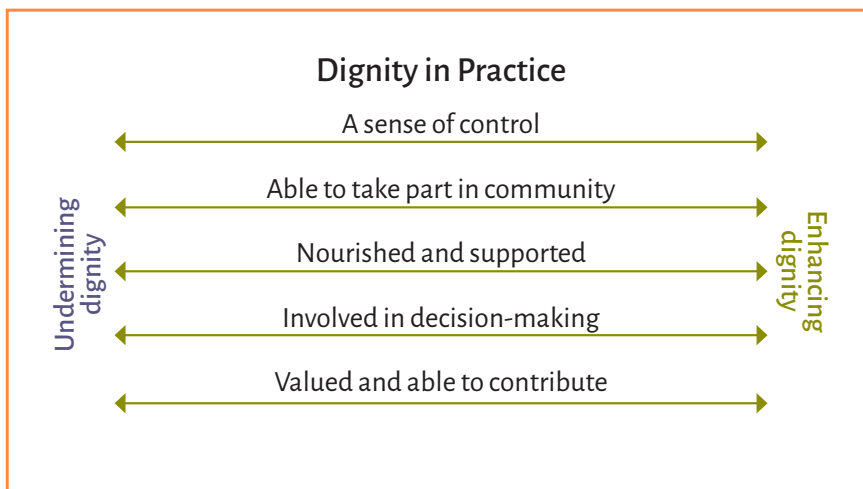 Dignity in Practice
A sense of control
Able to take part in community
Nourished and supported
Involved in decision-making
Valued and able to contribute
Undermining
dignity
Enhancing
dignity